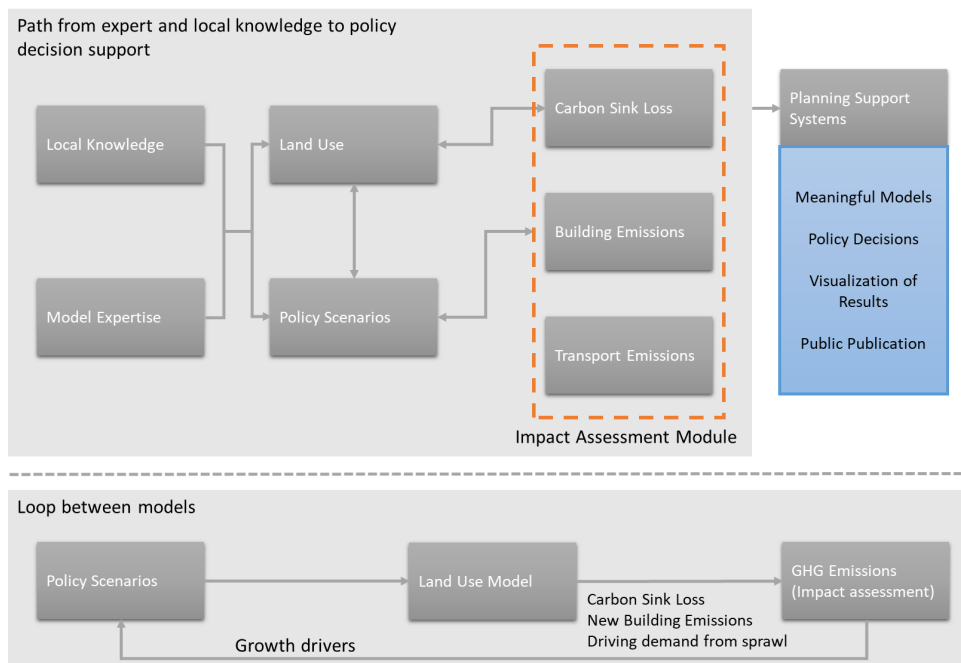 Path from expert and local knowledge to policy
decision support
Local Knowledge
Land Use
Carbon Sink Loss
Planning Support
Systems
Building Emissions
Model Expertise
Policy Scenarios
Transport Emissions
Impact Assessment Module
Meaningful Models
Policy Decisions
Visualization of
Results
Public Publication
Loop between models
Policy Scenarios
Land Use Model
GHG Emissions
(Impact assessment)
Carbon Sink Loss
New Building Emissions
Driving demand from sprawl
Growth drivers